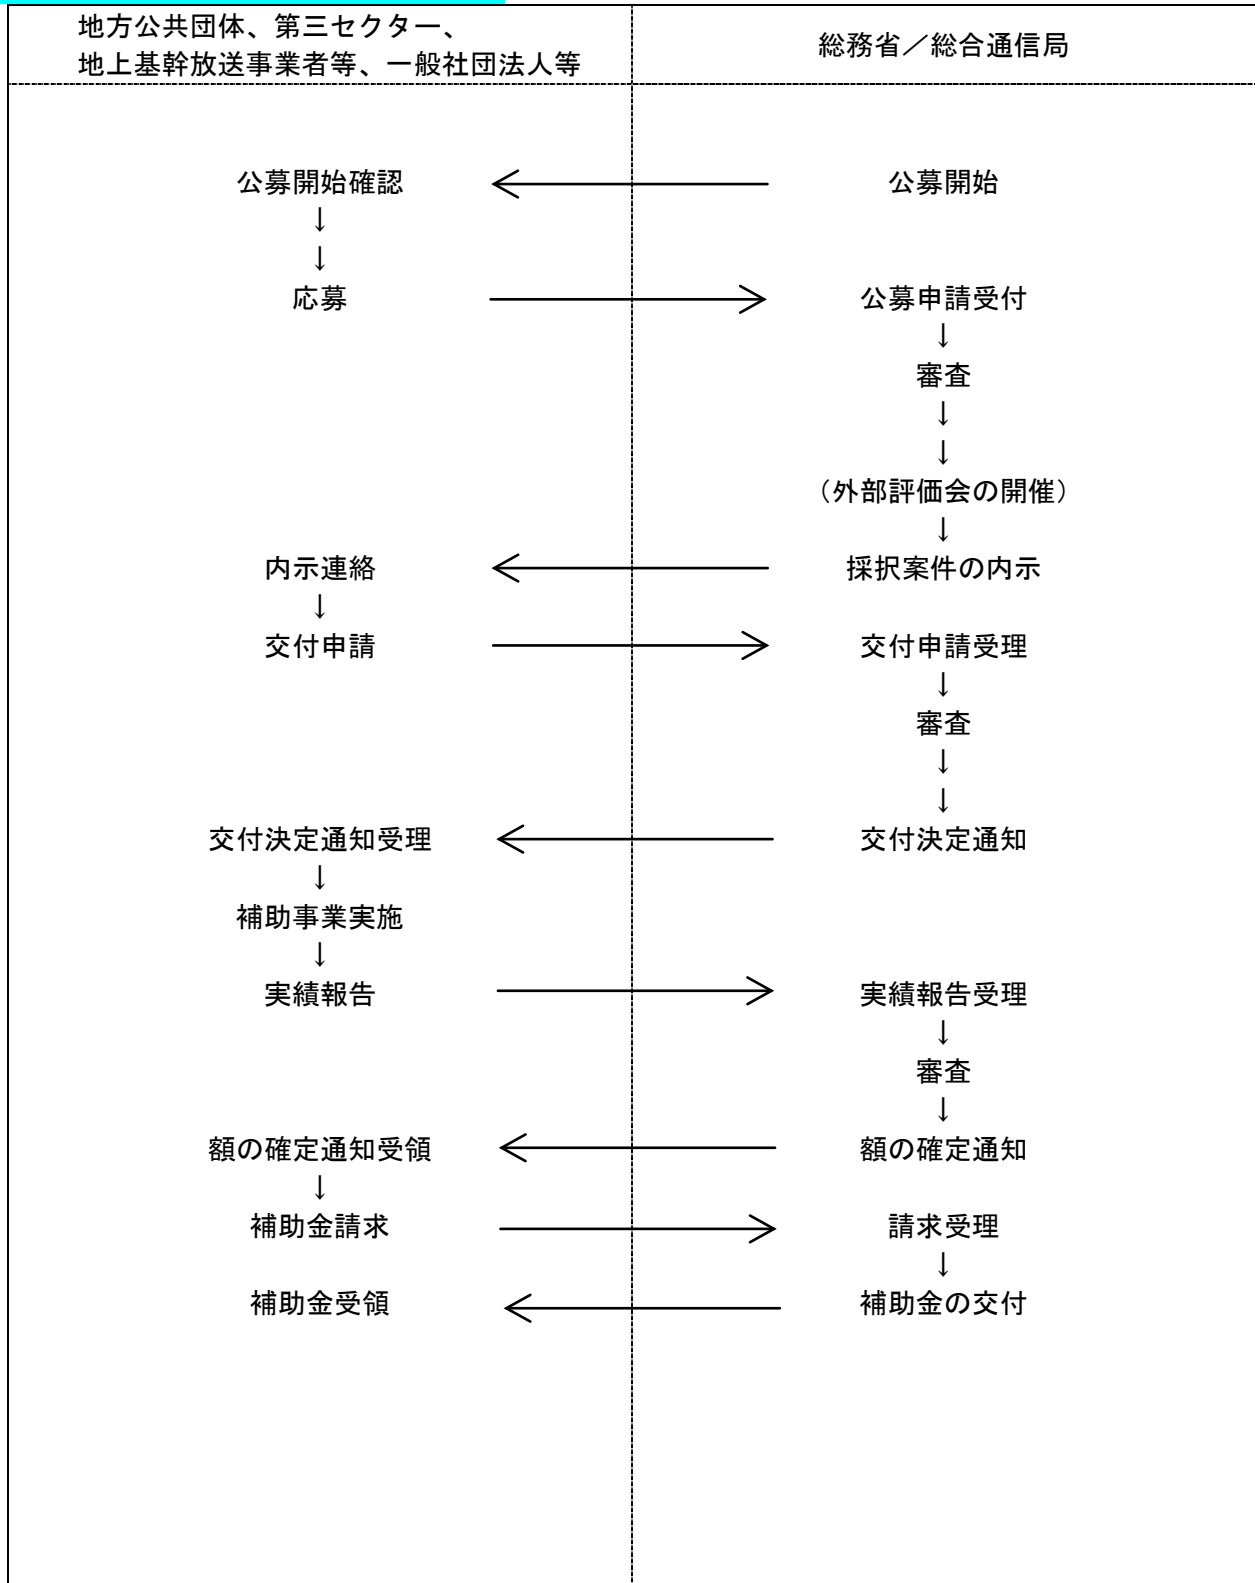 地方公共団体、第三セクター、
地上基幹放送事業者等、一般社団法人等
総務省／総合通信局
公募開始確認 ← 公募開始
↓
↓
応募 → 公募申請受付
↓
審査
↓
↓
（外部評価会の開催）
↓
内示連絡 ← 採択案件の内示
↓
交付申請 → 交付申請受理
↓
審査
↓
↓
交付決定通知受理 ← 交付決定通知
↓
補助事業実施
↓
実績報告 → 実績報告受理
↓
審査
↓
額の確定通知受領 ← 額の確定通知
↓
補助金請求 → 請求受理
↓
補助金受領 ← 補助金の交付